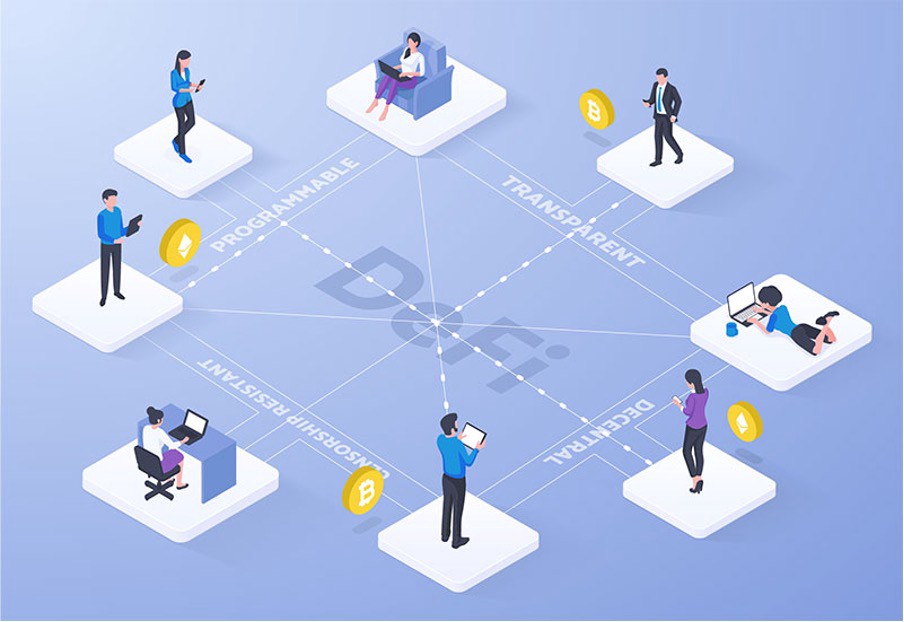 PROGRAMMABLE
TRANSPARENT
DeFi
CENSORSHIP RESISTANT
DECENTRAL